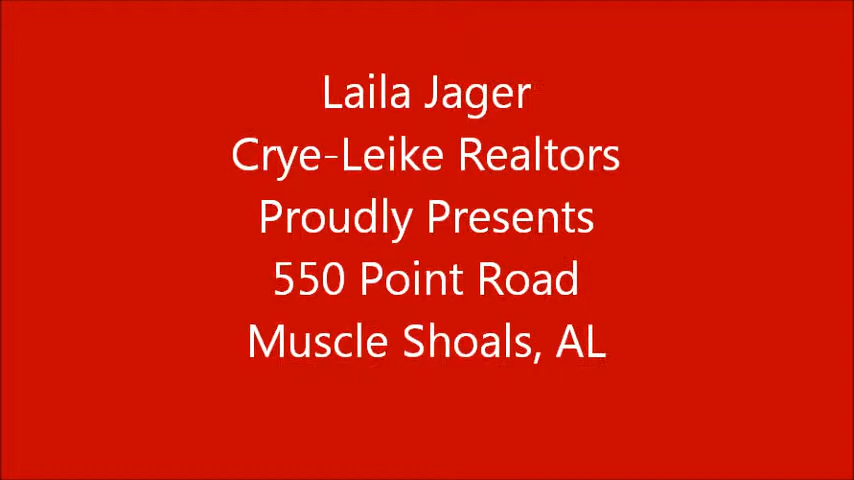 Laila Jager
Crye-Leike Realtors
Proudly Presents
550 Point Road
Muscle Shoals, AL